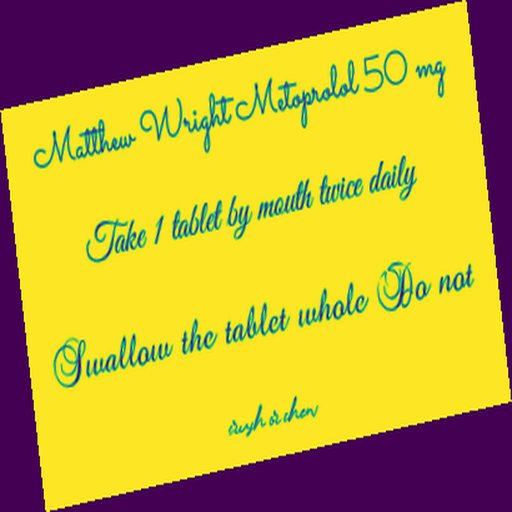 Matthew Wright Metoprolol 50 mg
Take 1 tablet by mouth twice daily
Swallow the tablet whole Do not
or chew